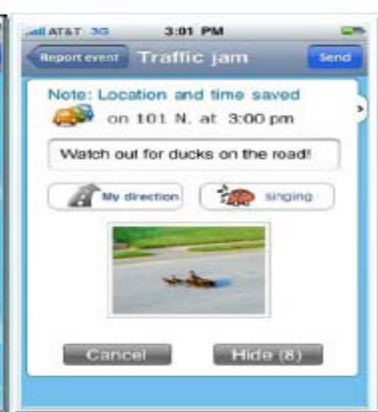 AT&T 3G 3:01 PM
Report event Traffic jam Send
Note: Location and time saved
on 101 N. at 3:00 pm
Watch out for ducks on the road!
My direction singing
Cancel Hide (8)